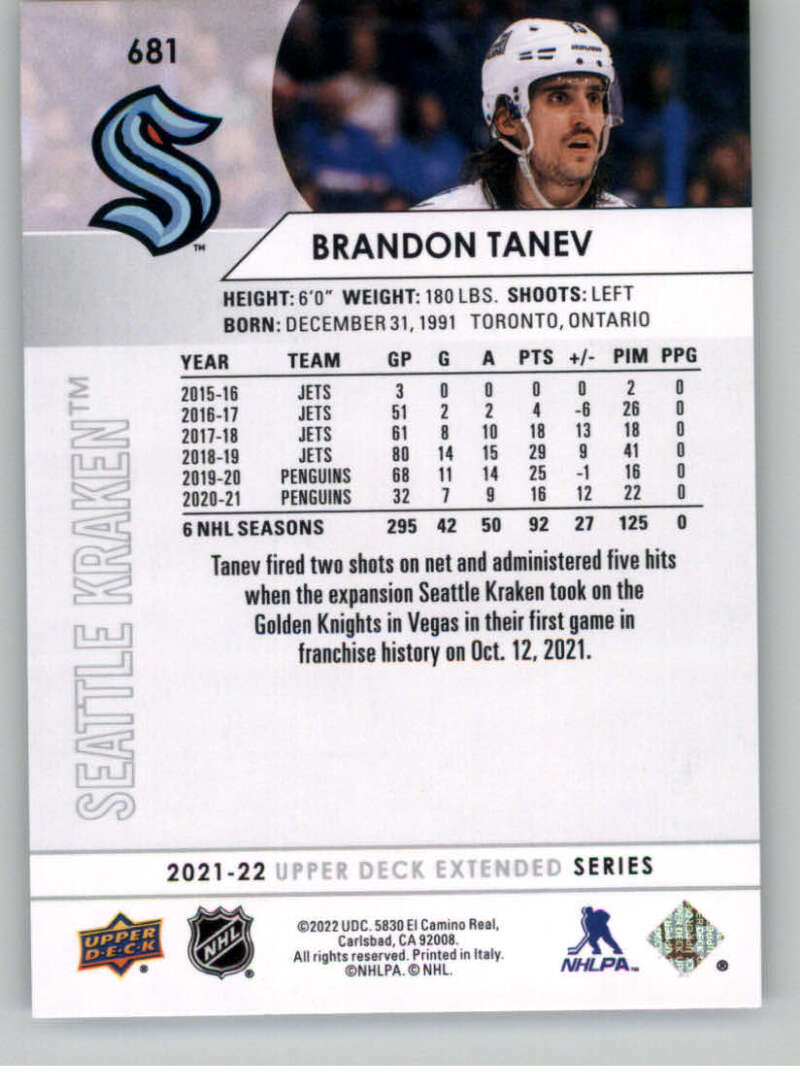 681
TM
BRANDON TANEV
HEIGHT: 6'0" WEIGHT: 180 LBS. SHOOTS: LEFT
BORN: DECEMBER 31, 1991 TORONTO, ONTARIO
YEAR TEAM GP G A PTS +/- PIM PPG
2015-16 JETS 3 0 0 0 0 2 0
2016-17 JETS 51 2 2 4 -6 26 0
2017-18 JETS 61 8 10 18 13 18 0
2018-19 JETS 80 14 15 29 9 41 0
2019-20 PENGUINS 68 11 14 25 -1 16 0
2020-21 PENGUINS 32 7 9 16 12 22 0
6 NHL SEASONS 295 42 50 92 27 125 0
SEATTLE KRAKEN™
Tanev fired two shots on net and administered five hits
when the expansion Seattle Kraken took on the
Golden Knights in Vegas in their first game in
franchise history on Oct. 12, 2021.
2021-22 UPPER DECK EXTENDED SERIES
UPPER
D·E·C·K ®
NHL ®
©2022 UDC. 5830 El Camino Real,
Carlsbad, CA 92008.
All rights reserved. Printed in Italy.
©NHLPA. © NHL.
NHLPA™
®